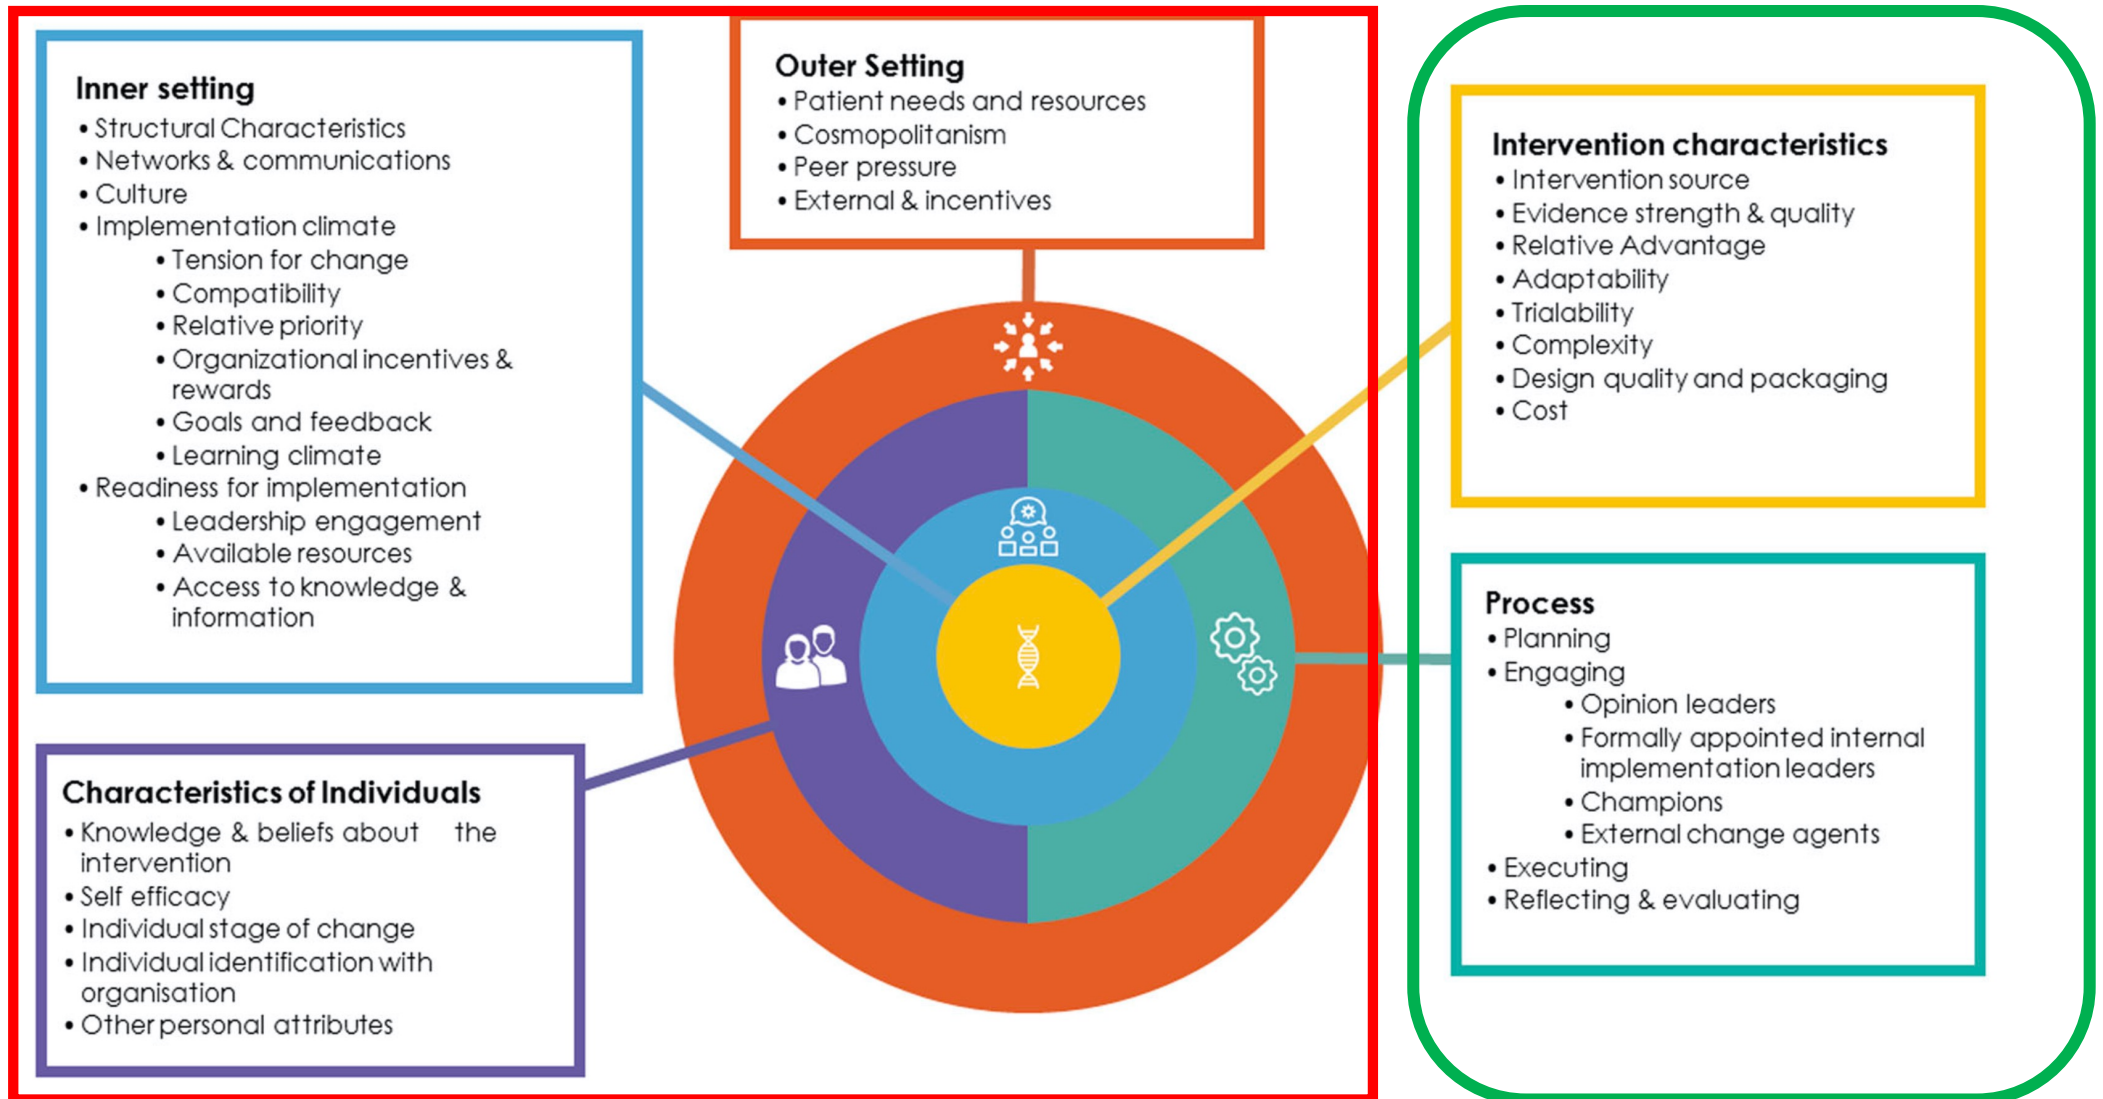 Inner setting
• Structural Characteristics
• Networks & communications
• Culture
• Implementation climate
• Tension for change
• Compatibility
• Relative priority
• Organizational incentives &
rewards
• Goals and feedback
• Learning climate
• Readiness for implementation
• Leadership engagement
• Available resources
• Access to knowledge &
information
Outer Setting
• Patient needs and resources
• Cosmopolitanism
• Peer pressure
• External & incentives
Intervention characteristics
• Intervention source
• Evidence strength & quality
• Relative Advantage
• Adaptability
• Trialability
• Complexity
• Design quality and packaging
• Cost
Characteristics of Individuals
• Knowledge & beliefs about the
intervention
• Self efficacy
• Individual stage of change
• Individual identification with
organisation
• Other personal attributes
Process
• Planning
• Engaging
• Opinion leaders
• Formally appointed internal
implementation leaders
• Champions
• External change agents
• Executing
• Reflecting & evaluating